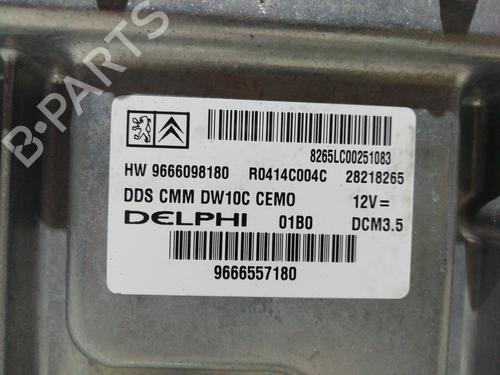 B-PARTS
8265LC00251083
HW 9666098180 R0414C004C 28218265
DDS CMM DW10C CEMO 12V=
DELPHI 01B0 DCM3.5
9666557180